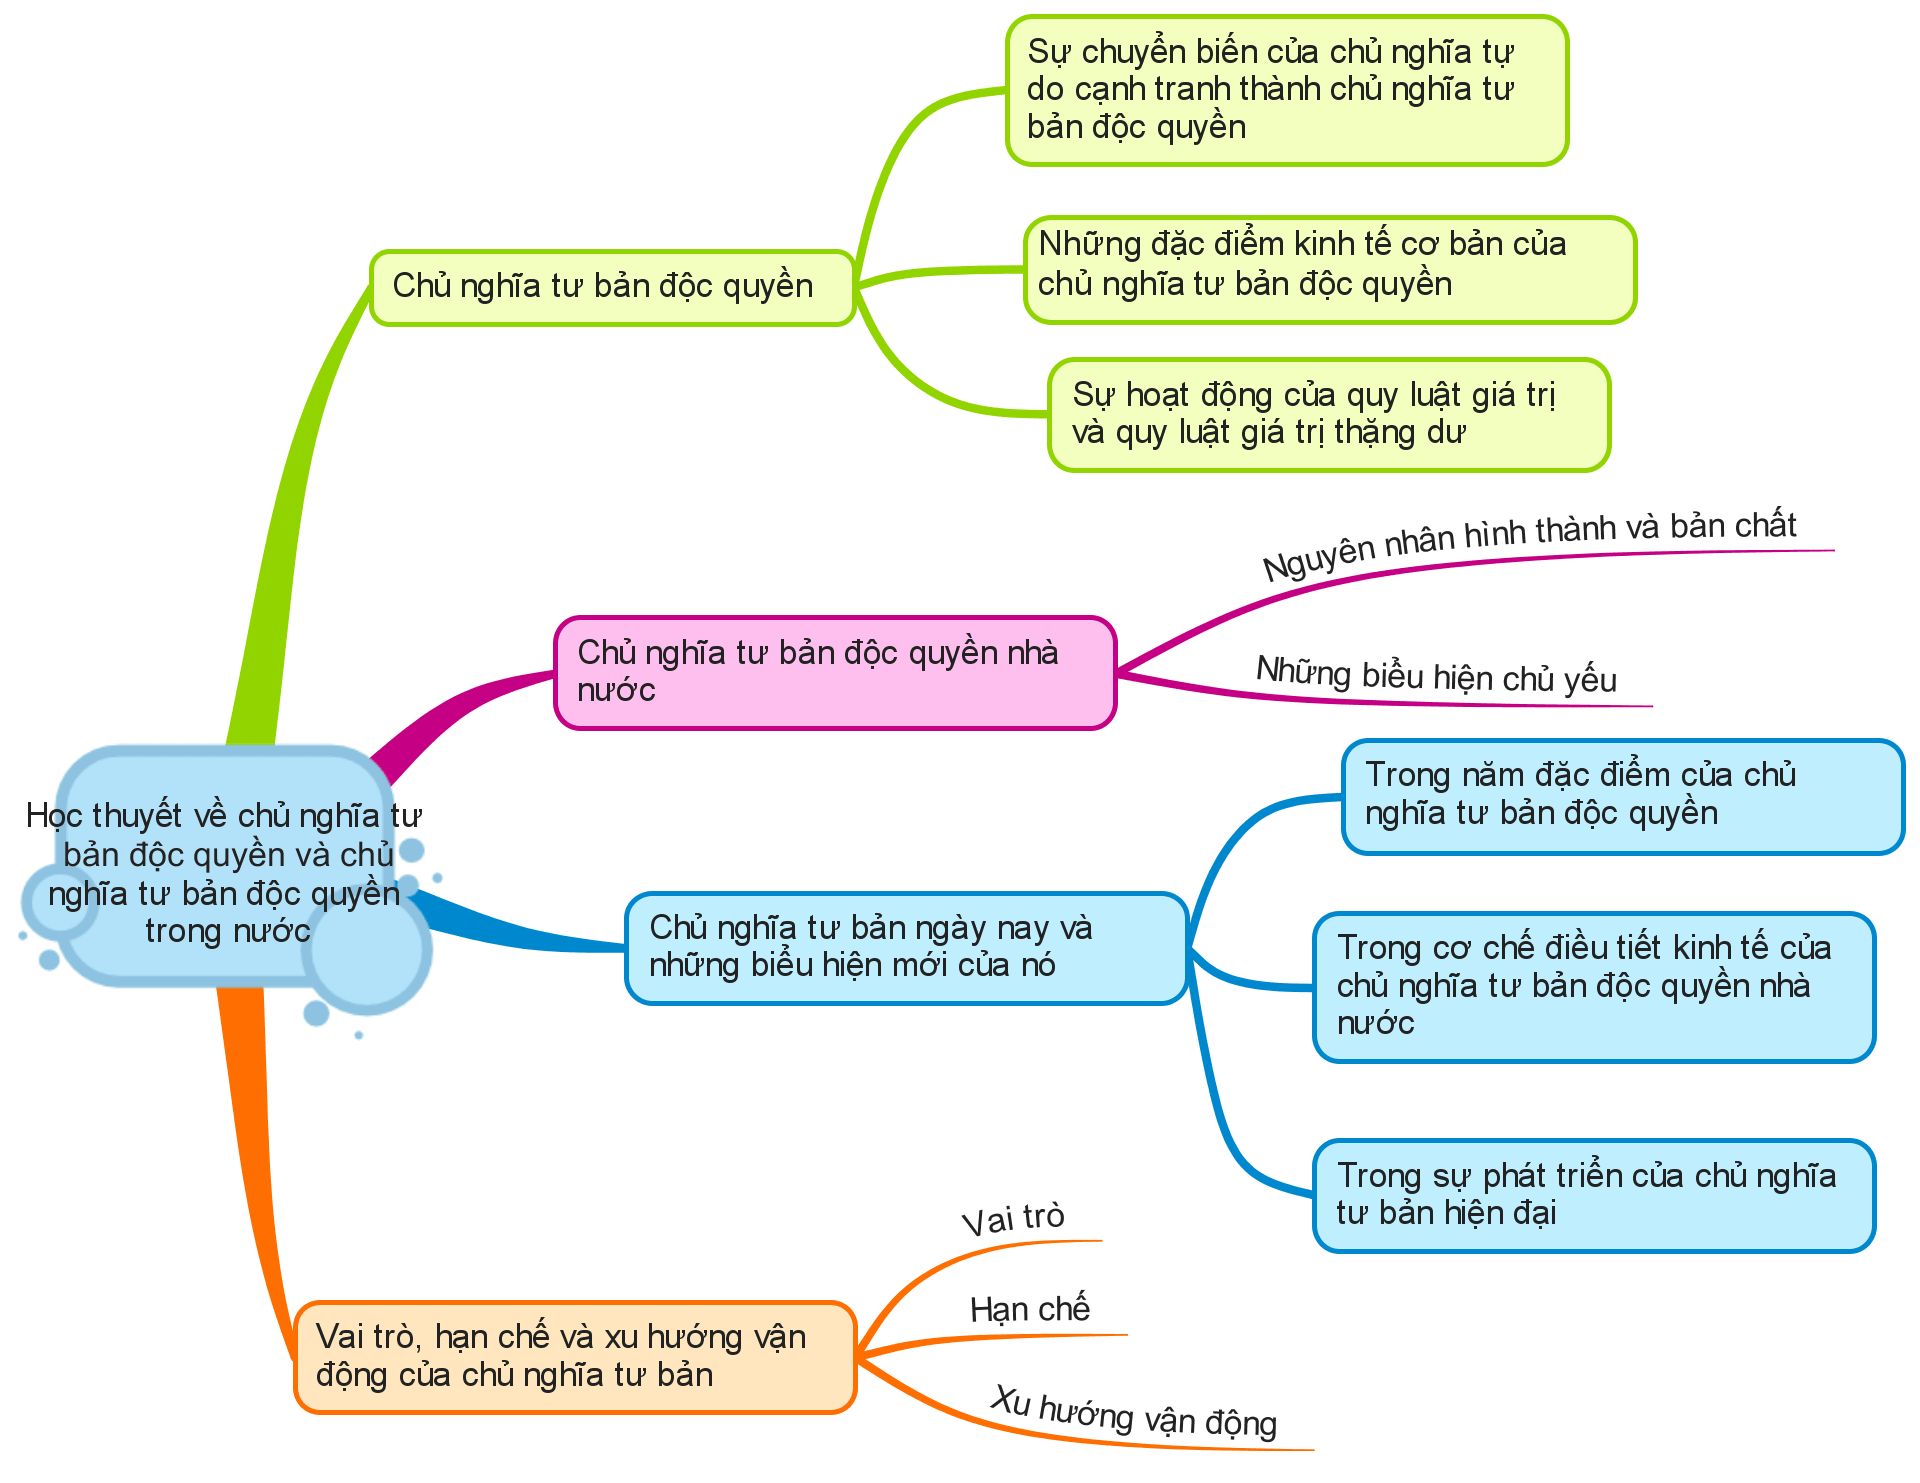 Sự chuyển biến của chủ nghĩa tự
do cạnh tranh thành chủ nghĩa tư
bản độc quyền
Những đặc điểm kinh tế cơ bản của
chủ nghĩa tư bản độc quyền
Chủ nghĩa tư bản độc quyền
Sự hoạt động của quy luật giá trị
và quy luật giá trị thặng dư
Nguyên nhân hình thành và bản chất
Chủ nghĩa tư bản độc quyền nhà
nước
Những biểu hiện chủ yếu
Học thuyết về chủ nghĩa tư
bản độc quyền và chủ
nghĩa tư bản độc quyền
trong nước
Trong năm đặc điểm của chủ
nghĩa tư bản độc quyền
Chủ nghĩa tư bản ngày nay và
những biểu hiện mới của nó
Trong cơ chế điều tiết kinh tế của
chủ nghĩa tư bản độc quyền nhà
nước
Trong sự phát triển của chủ nghĩa
tư bản hiện đại
Vai trò
Hạn chế
Vai trò, hạn chế và xu hướng vận
động của chủ nghĩa tư bản
Xu hướng vận động